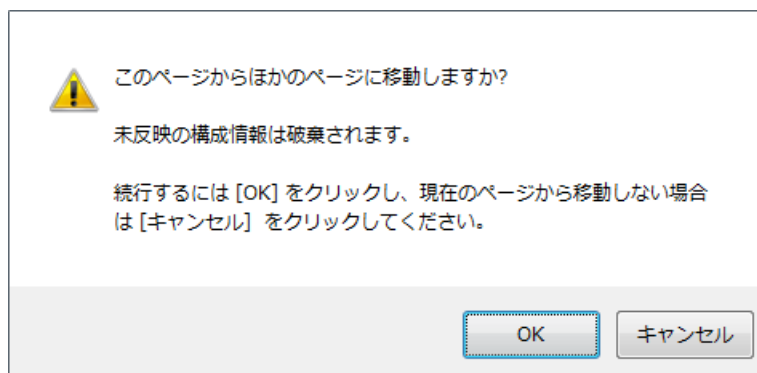 このページからほかのページに移動しますか?
未反映の構成情報は破棄されます。
続行するには [OK] をクリックし、現在のページから移動しない場合
は [キャンセル] をクリックしてください。
OK
キャンセル